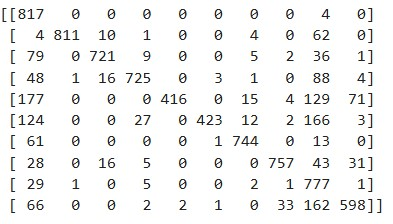 [[817 0 0 0 0 0 0 0 4 0]
[ 4 811 10 1 0 0 4 0 62 0]
[ 79 0 721 9 0 0 5 2 36 1]
[ 48 1 16 725 0 3 1 0 88 4]
[177 0 0 0 416 0 15 4 129 71]
[124 0 0 27 0 423 12 2 166 3]
[ 61 0 0 0 0 1 744 0 13 0]
[ 28 0 16 5 0 0 0 757 43 31]
[ 29 1 0 5 0 0 2 1 777 1]
[ 66 0 0 2 2 1 0 33 162 598]]